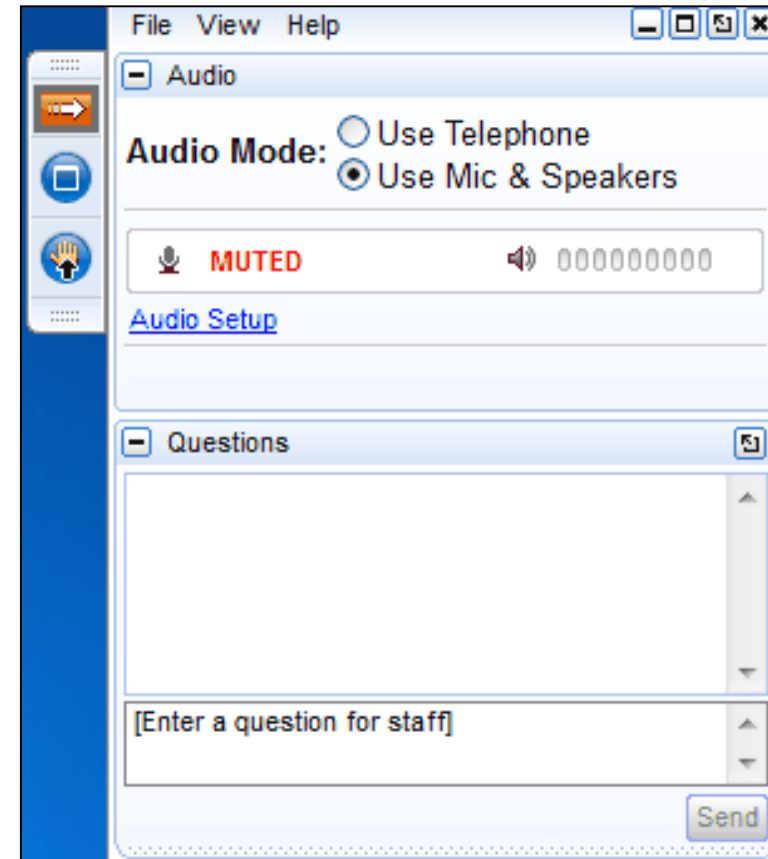 File View Help
Audio
Audio Mode:
Use Telephone
Use Mic & Speakers
MUTED 000000000
Audio Setup
Questions
[Enter a question for staff]
Send